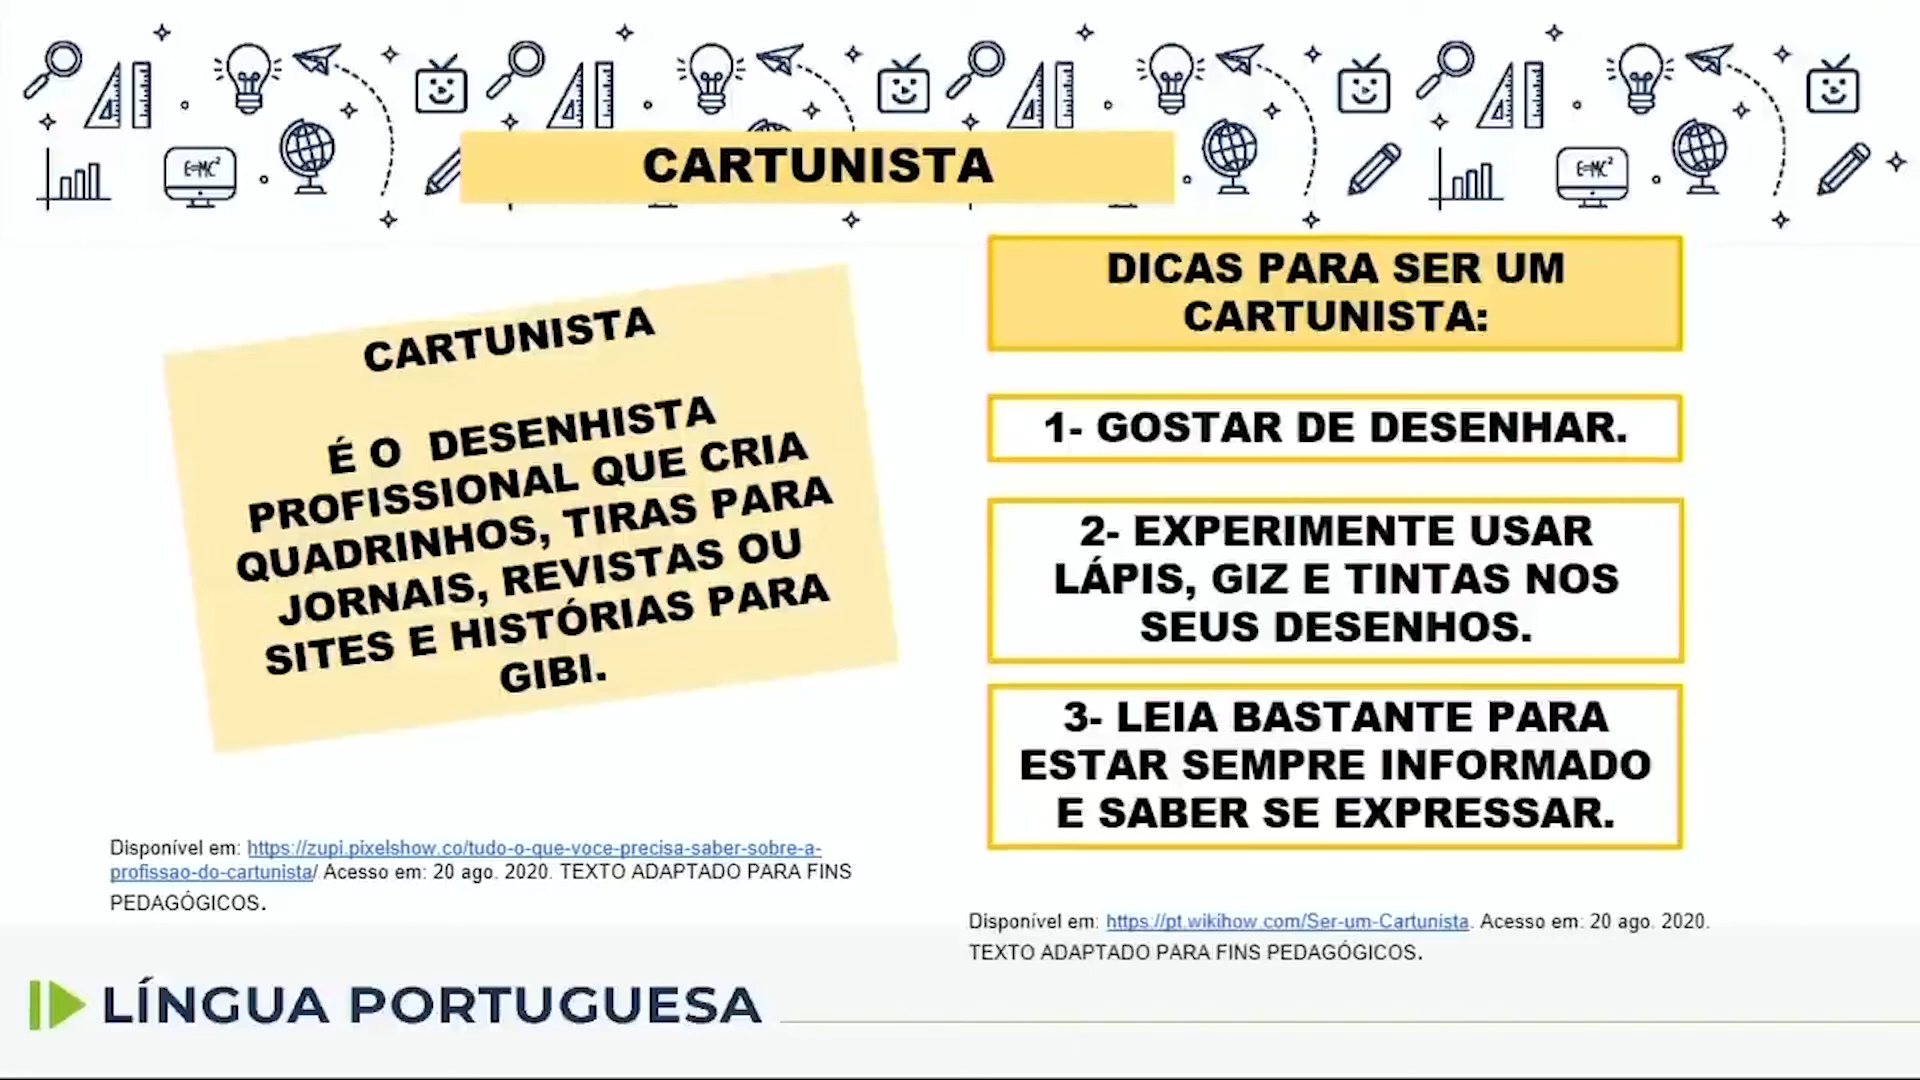 E=MC²
E=MC²
CARTUNISTA
CARTUNISTA
É O DESENHISTA
PROFISSIONAL QUE CRIA
QUADRINHOS, TIRAS PARA
JORNAIS, REVISTAS OU
SITES E HISTÓRIAS PARA
GIBI.
Disponível em: https://zupi.pixelshow.co/tudo-o-que-voce-precisa-saber-sobre-a-
profissao-do-cartunista/ Acesso em: 20 ago. 2020. TEXTO ADAPTADO PARA FINS
PEDAGÓGICOS.
DICAS PARA SER UM
CARTUNISTA:
1- GOSTAR DE DESENHAR.
2- EXPERIMENTE USAR
LÁPIS, GIZ E TINTAS NOS
SEUS DESENHOS.
3- LEIA BASTANTE PARA
ESTAR SEMPRE INFORMADO
E SABER SE EXPRESSAR.
Disponível em: https://pt.wikihow.com/Ser-um-Cartunista. Acesso em: 20 ago. 2020.
TEXTO ADAPTADO PARA FINS PEDAGÓGICOS.
LÍNGUA PORTUGUESA